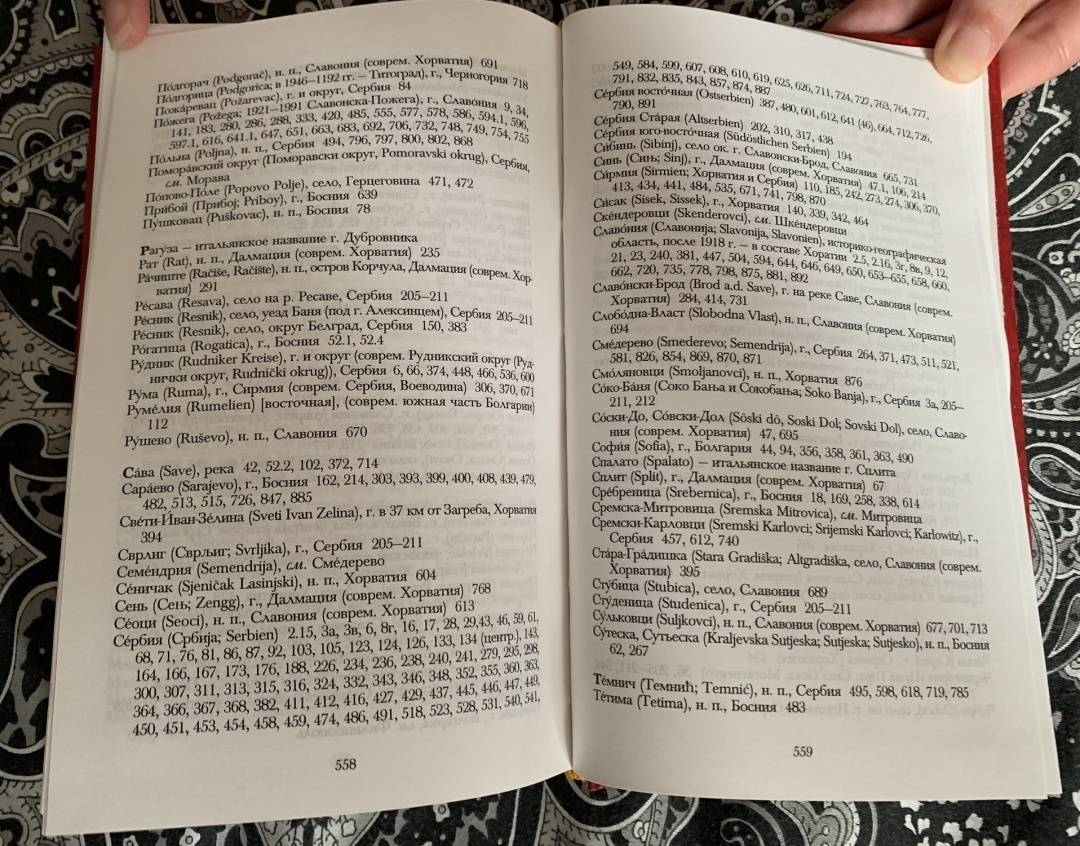 По́дгорач (Podgorač), н. п., Славония (соврем. Хорватия) 691
По́дгорица (Podgorica; в 1946–1192 гг. – Титоград), г., Черногория 718
Пожа́ревац (Požarevac), г. и округ, Сербия 84
По́жега (Požega; 1921–1991 Славонска-Пожега), г., Славония 9, 34,
141, 183, 280, 286, 288, 333, 420, 485, 555, 577, 578, 586, 594.1, 596,
597.1, 616, 641.1, 647, 651, 663, 683, 692, 706, 732, 748, 749, 754, 755
По́льна (Poljna), н. п., Сербия 494, 796, 797, 800, 802, 868
Помора́вский округ (Поморавски округ, Pomoravski okrug), Сербия,
см. Морава
По́пово-По́ле (Popovo Polje), село, Герцеговина 471, 472
При́бой (Прибој; Priboy), г., Босния 639
Пу́шковац (Puškovac), н. п., Босния 78
Рагу́за – итальянское название г. Дубровника
Рат (Rat), н. п., Далмация (соврем. Хорватия) 235
Ра́чиште (Račiše, Račište), н. п., остров Корчула, Далмация (соврем. Хор-
ватия) 291
Ре́сава (Resava), село на р. Ресаве, Сербия 205–211
Ре́сник (Resnik), село, уезд Баня (под г. Алексинцем), Сербия 205–211
Ре́сник (Resnik), село, округ Белград, Сербия 150, 383
Ро́гатица (Rogatica), г., Босния 52.1, 52.4
Ру́дник (Rudniker Kreise), г. и округ (соврем. Рудникский округ (Руд-
нички округ, Rudnički okrug)), Сербия 6, 66, 374, 448, 466, 536, 600
Ру́ма (Ruma), г., Сирмия (соврем. Сербия, Воеводина) 306, 370, 671
Руме́лия (Rumelien) [восточная], (соврем. южная часть Болгарии)
112
Ру́шево (Ruševo), н. п., Славония 670
Са́ва (Save), река 42, 52.2, 102, 372, 714
Сара́ево (Sarajevo), г., Босния 162, 214, 303, 393, 399, 400, 408, 439, 479,
482, 513, 515, 726, 847, 885
Све́ти-И́ван-Зе́лина (Sveti Ivan Zelina), г. в 37 км от Загреба, Хорватия
394
Сврлиг (Сврљиг; Svrljika), г., Сербия 205–211
Семе́ндрия (Semendrija), см. Сме́дерево
Се́ничак (Sjeničak Lasinjski), н. п., Хорватия 604
Сень (Сењ; Zengg), г., Далмация (соврем. Хорватия) 768
Се́оци (Seoci), н. п., Славония (соврем. Хорватия) 613
Се́рбия (Србија; Serbien) 2.15, 3а, 3в, 6, 8г, 16, 17, 28, 29,43, 46, 59, 61,
68, 71, 76, 81, 86, 87, 92, 103, 105, 123, 124, 126, 133, 134 (центр.), 143,
164, 166, 167, 173, 176, 188, 226, 234, 236, 238, 240, 241, 279, 295, 298,
300, 307, 311, 313, 315, 316, 324, 332, 343, 346, 348, 352, 355, 360, 363,
364, 366, 367, 368, 382, 411, 412, 416, 427, 429, 437, 445, 446, 447, 449,
450, 451, 453, 454, 458, 459, 474, 486, 491, 518, 523, 528, 531, 540, 541,
558
549, 584, 599, 607, 608, 610, 619, 625, 626, 711, 724, 727, 763, 764, 777,
791, 832, 835, 843, 857, 874, 887
Се́рбия восто́чная (Ostserbien) 387, 480, 601, 612, 641 (46), 664, 712, 726,
790, 891
Се́рбия Ста́рая (Altserbien) 202, 310, 317, 438
Се́рбия юго-восто́чная (Südöstlichen Serbien) 194
Си́бинь (Sibinj), село ок. г. Славонски-Брод, Славония 665, 731
Синь (Сињ; Sinj), г., Далмация (соврем. Хорватия) 47.1, 106, 214
Си́рмия (Sirmien; Хорватия и Сербия) 110, 185, 242, 273, 274, 306, 370,
413, 434, 441, 484, 535, 671, 741, 798, 870
Си́сак (Sisek, Sissek), г., Хорватия 140, 339, 342, 464
Ске́ндеровци (Skenderovci), см. Шке́ндеровци
Славо́ния (Славонија; Slavonija, Slavonien), историко-географическая
область, после 1918 г. – в составе Хоратии 2.5, 2.16, 3г, 8в, 9, 12,
21, 23, 240, 381, 447, 504, 594, 644, 646, 649, 650, 653–655, 658, 660,
662, 720, 735, 778, 798, 875, 881, 892
Славо́нски-Брод (Brod a.d. Save), г. на реке Саве, Славония (соврем.
Хорватия) 284, 414, 731
Слобо́дна-Власт (Slobodna Vlast), н. п., Славония (соврем. Хорватия)
694
Сме́дерево (Smederevo; Semendrija), г., Сербия 264, 371, 473, 511, 521,
581, 826, 854, 869, 870, 871
Смо́ляновци (Smoljanovci), н. п., Хорватия 876
Со́ко-Ба́ня (Соко Бања и Сокобања; Soko Banja), г., Сербия 3а, 205–
211, 212
Со́ски-До, Со́вски-Дол (Sôski dô, Soski Dol; Sovski Dol), село, Славо-
ния (соврем. Хорватия) 47, 695
Софи́я (Sofia), г., Болгария 44, 94, 356, 358, 361, 363, 490
Спалато (Spalato) – итальянское название г. Сплита
Сплит (Split), г., Далмация (соврем. Хорватия) 67
Сре́бреница (Srebernica), г., Босния 18, 169, 258, 338, 614
Сремска-Митровица (Sremska Mitrovica), см. Митровица
Сремски-Карловци (Sremski Karlovci; Srijemski Karlovci; Karlowitz), г.,
Сербия 457, 612, 740
Ста́ра-Гра́дишка (Stara Gradiška; Altgradiška, село, Славония (соврем.
Хорватия) 395
Сту́бица (Stubica), село, Славония 689
Сту́деница (Studenica), г., Сербия 205–211
Су́льковци (Suljkovci), н. п., Славония (соврем. Хорватия) 677, 701, 713
Су́теска, Сутьеска (Kraljevska Sutjeska; Sutjeska; Sutjesko), н. п., Босния
62, 267
Те́мнич (Темнић; Temnić), н. п., Сербия 495, 598, 618, 719, 785
Те́тима (Tetima), н. п., Босния 483
559